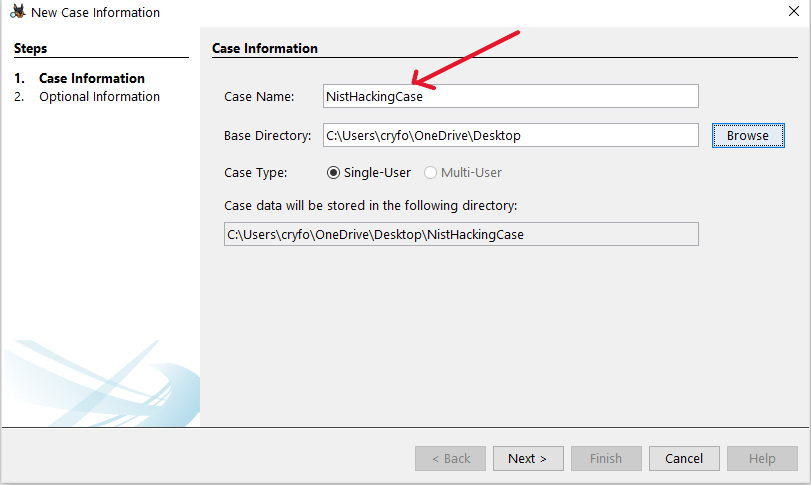 New Case Information
Steps
1. Case Information
2. Optional Information
Case Information
Case Name: NistHackingCase
Base Directory: C:\Users\cryfo\OneDrive\Desktop Browse
Case Type: Single-User Multi-User
Case data will be stored in the following directory:
C:\Users\cryfo\OneDrive\Desktop\NistHackingCase
< Back Next > Finish Cancel Help